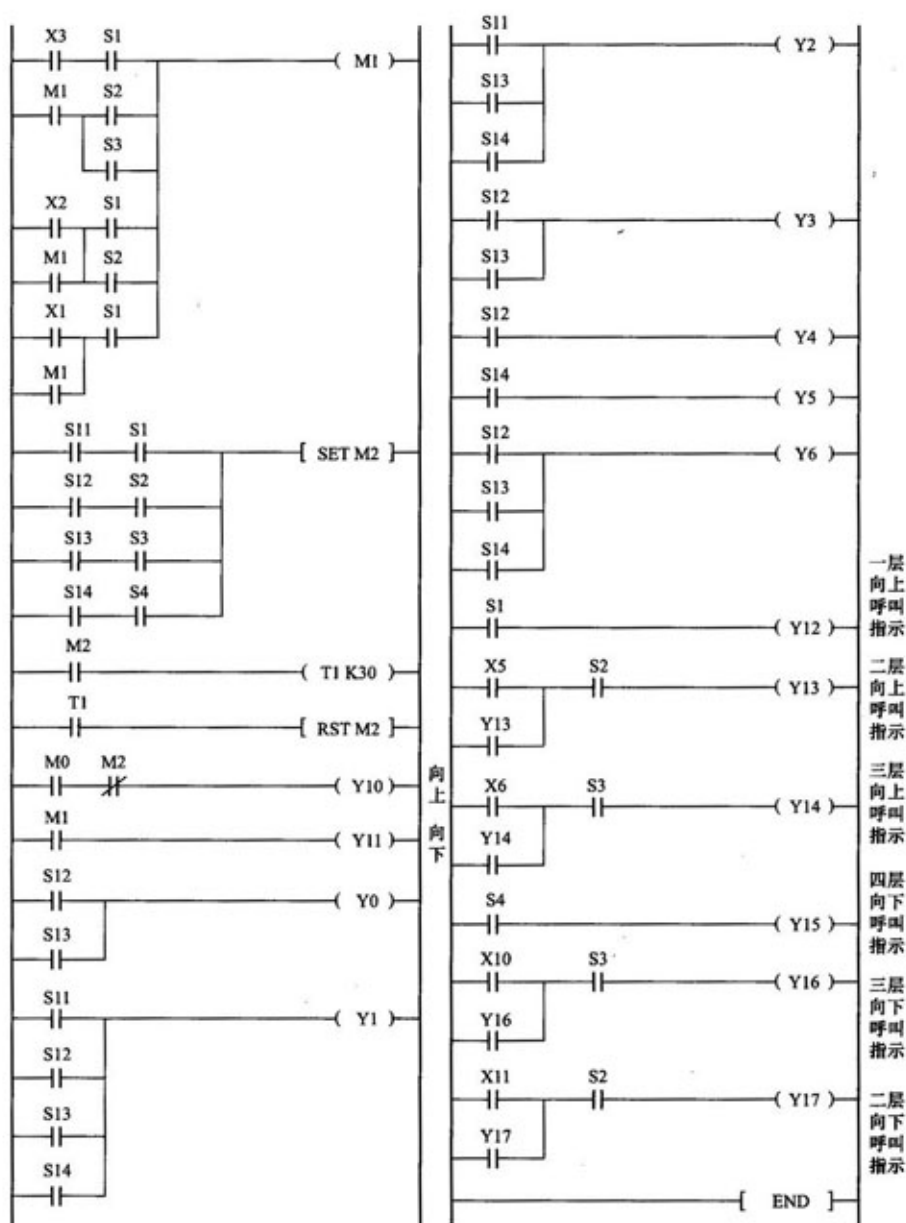 X3 S1
( M1 )
M1 S2
S3
X2 S1
M1 S2
X1 S1
M1
S11 S1
[ SET M2 ]
S12 S2
S13 S3
S14 S4
M2
( T1 K30 )
T1
[ RST M2 ]
M0 M2
( Y10 )
向上
M1
( Y11 )
向下
S12
( Y0 )
S13
S11
( Y1 )
S12
S13
S14
S11
( Y2 )
S13
S14
S12
( Y3 )
S13
S12
( Y4 )
S14
( Y5 )
S12
( Y6 )
S13
S14
S1
( Y12 )
一层
向上
呼叫
指示
X5 S2
( Y13 )
Y13
二层
向上
呼叫
指示
X6 S3
( Y14 )
Y14
三层
向上
呼叫
指示
S4
( Y15 )
四层
向下
呼叫
指示
X10 S3
( Y16 )
Y16
三层
向下
呼叫
指示
X11 S2
( Y17 )
Y17
二层
向下
呼叫
指示
[ END ]